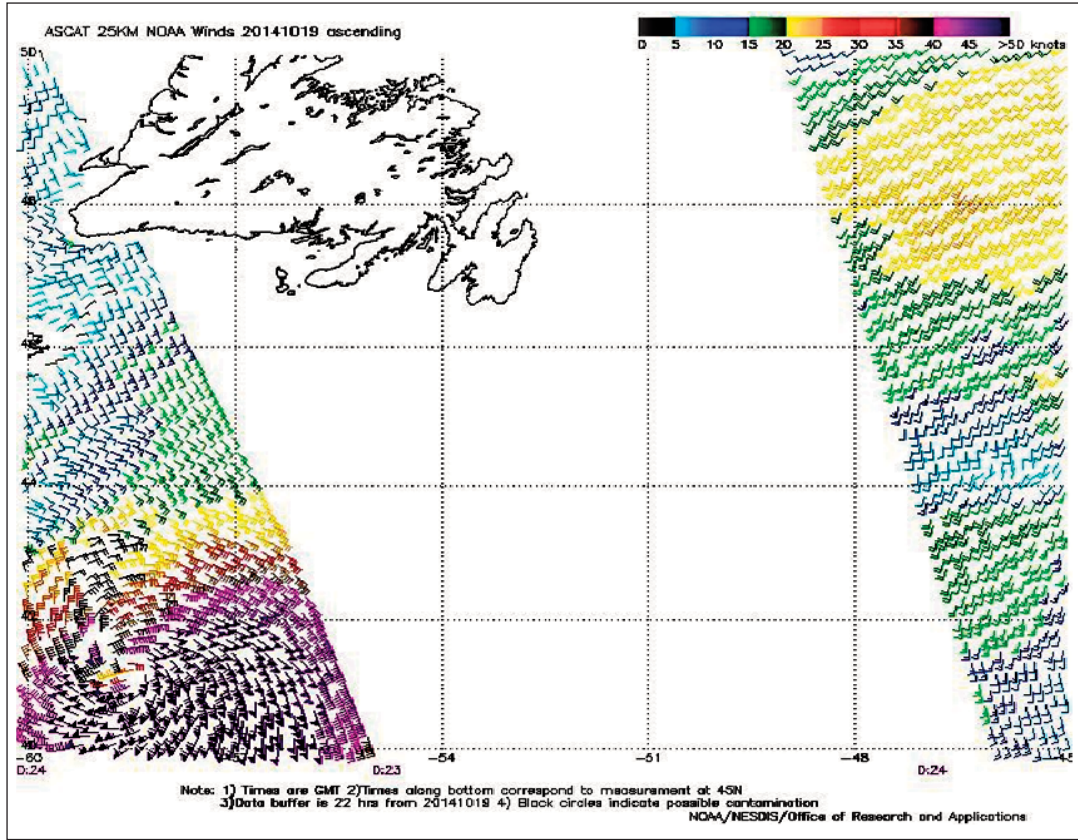 ASCAT 25KM NOAA Winds 20141019 ascending
0 5 10 15 20 25 30 35 40 45 >50 knots
50
-60 -54 -51 -48
D:24 D:23 D:24
Note: 1) Times are GMT 2)Times along bottom correspond to measurement at 45N
3)Data buffer is 22 hrs from 20141019 4) Black circles indicate possible contamination
NOAA/NESDIS/Office of Research and Applications